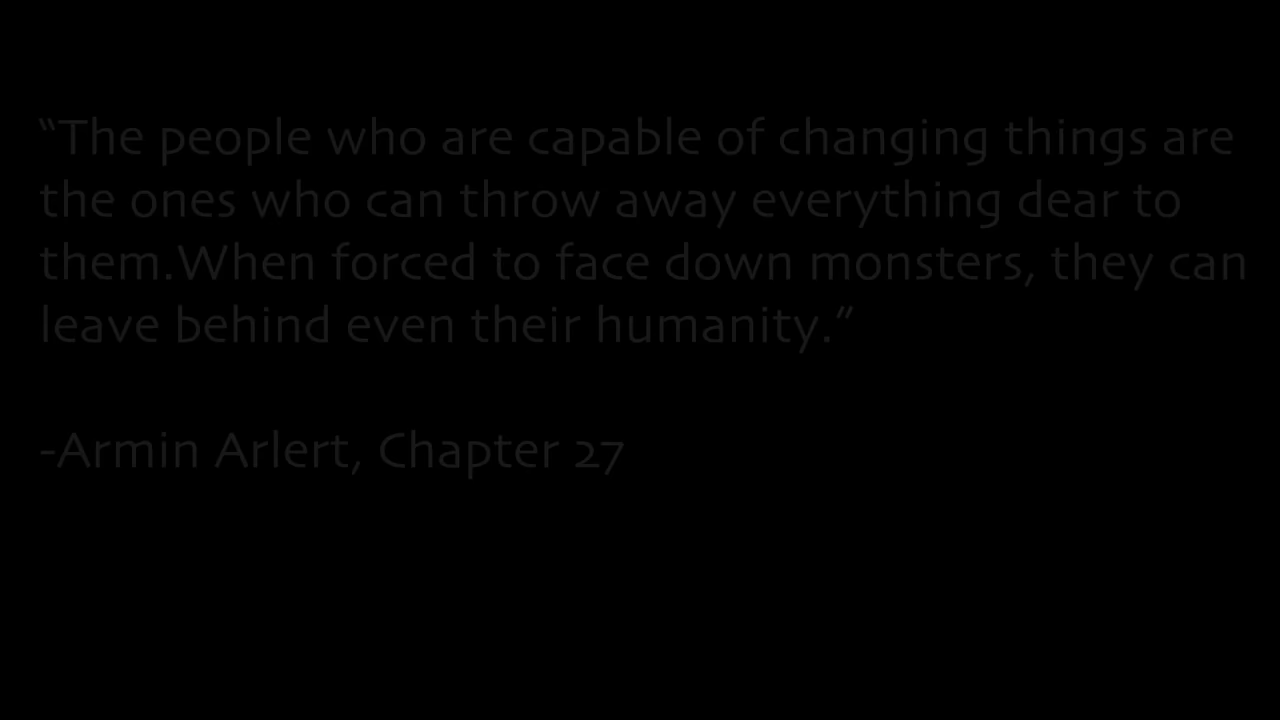 “The people who are capable of changing things are
the ones who can throw away everything dear to
them.When forced to face down monsters, they can
leave behind even their humanity.”
-Armin Arlert, Chapter 27